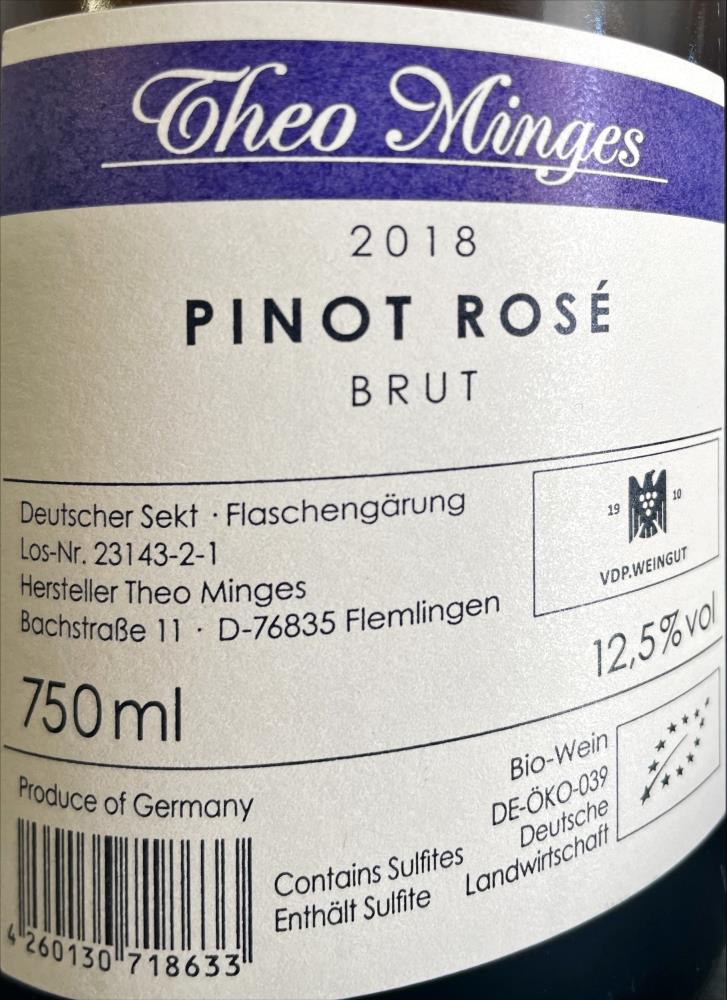 Theo Minges
2018
PINOT ROSÉ
BRUT
Deutscher Sekt · Flaschengärung
Los-Nr. 23143-2-1
Hersteller Theo Minges
Bachstraße 11 · D-76835 Flemlingen
19 10
VDP.WEINGUT
750 ml
12,5% vol
Produce of Germany
Bio-Wein
DE-ÖKO-039
Deutsche
Landwirtschaft
Contains Sulfites
Enthält Sulfite
4 260130 718633